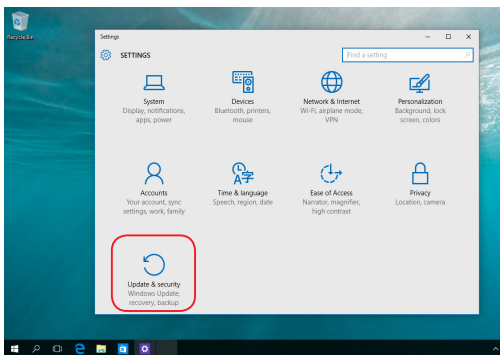 Recycle Bin
Settings
SETTINGS
Find a setting
System
Display, notifications,
apps, power
Devices
Bluetooth, printers,
mouse
Network & Internet
Wi-Fi, airplane mode,
VPN
Personalization
Background, lock
screen, colors
Accounts
Your account, sync
settings, work, family
Time & language
Speech, region, date
Ease of Access
Narrator, magnifier,
high contrast
Privacy
Location, camera
Update & security
Windows Update,
recovery, backup